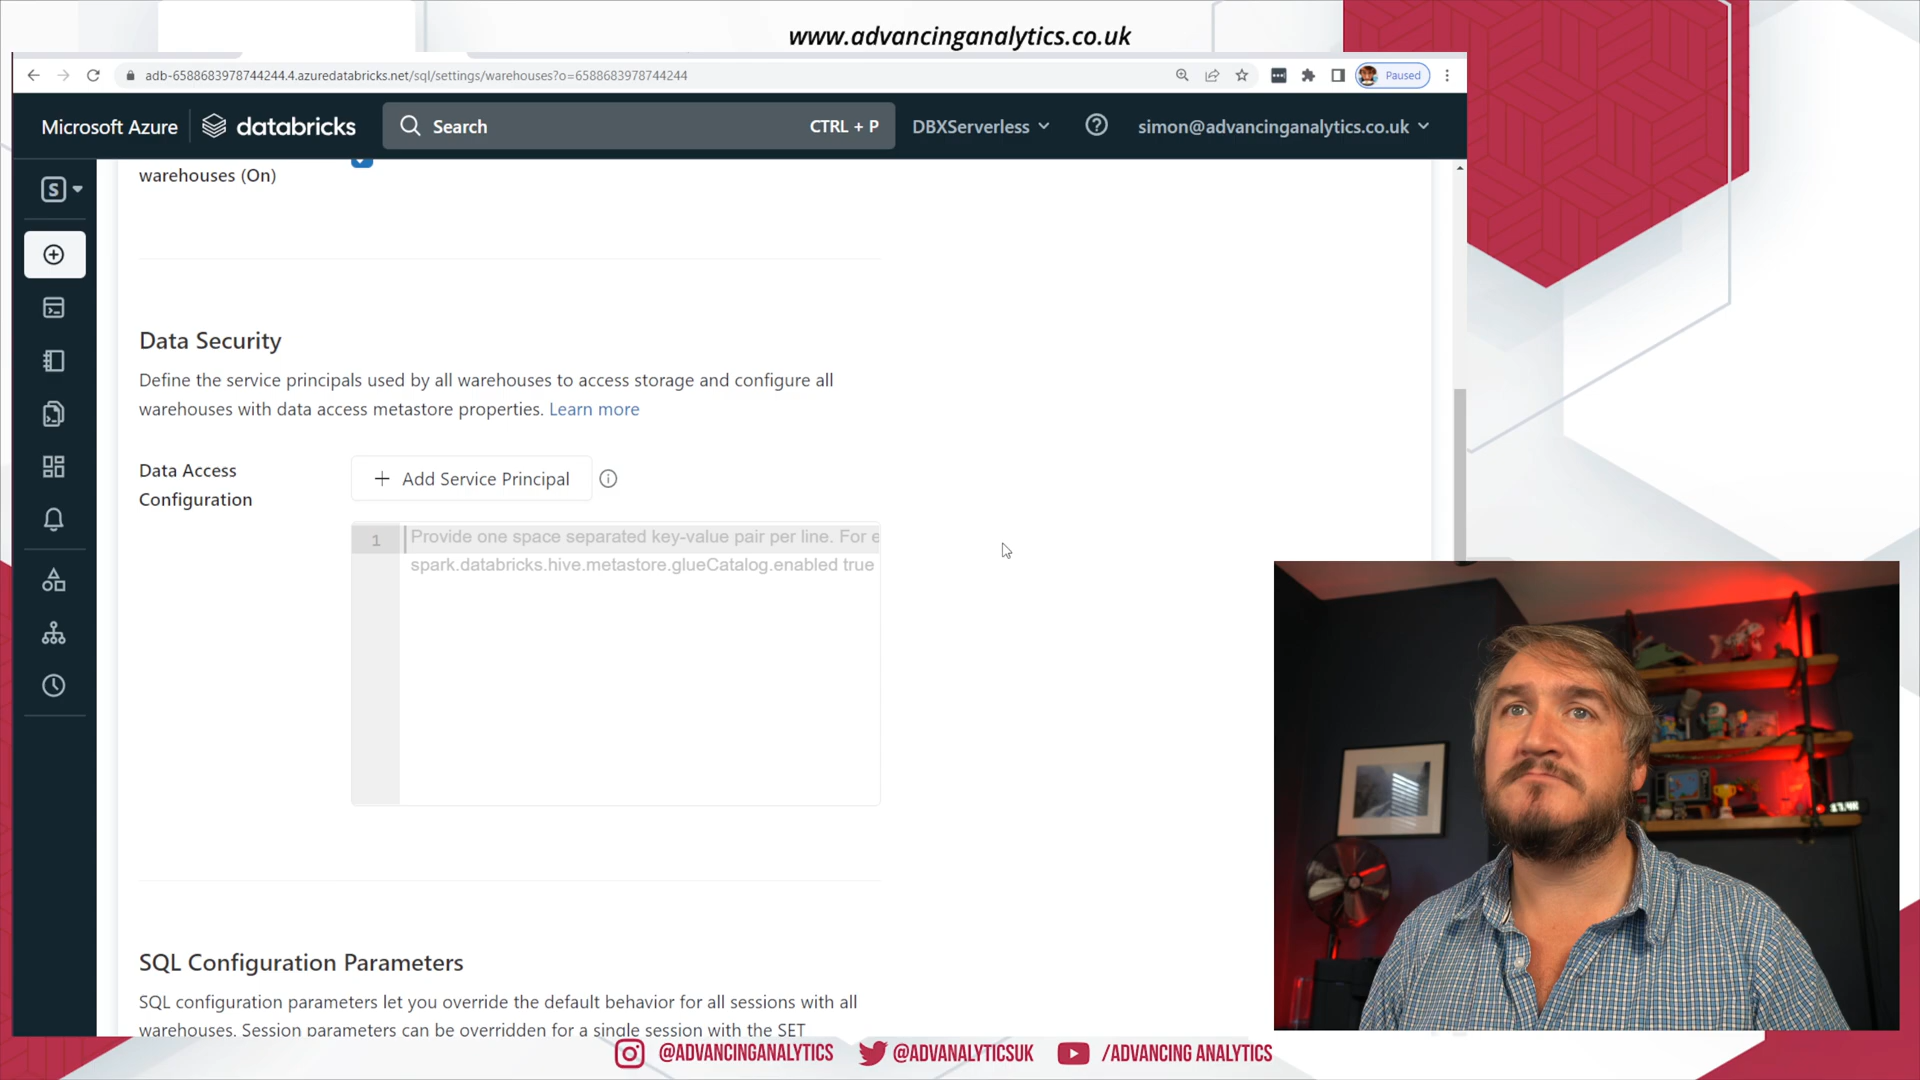 www.advancinganalytics.co.uk
adb-6588683978744244.4.azuredatabricks.net/sql/settings/warehouses?o=6588683978744244
Paused
Microsoft Azure
databricks
Search
CTRL + P
DBXServerless
simon@advancinganalytics.co.uk
S
warehouses (On)
Data Security
Define the service principals used by all warehouses to access storage and configure all
warehouses with data access metastore properties. Learn more
Data Access
Configuration
+ Add Service Principal
1
Provide one space separated key-value pair per line. For e
spark.databricks.hive.metastore.glueCatalog.enabled true
SQL Configuration Parameters
SQL configuration parameters let you override the default behavior for all sessions with all
warehouses. Session parameters can be overridden for a single session with the SET
@ADVANCINGANALYTICS
@ADVANALYTICSUK
/ADVANCING ANALYTICS